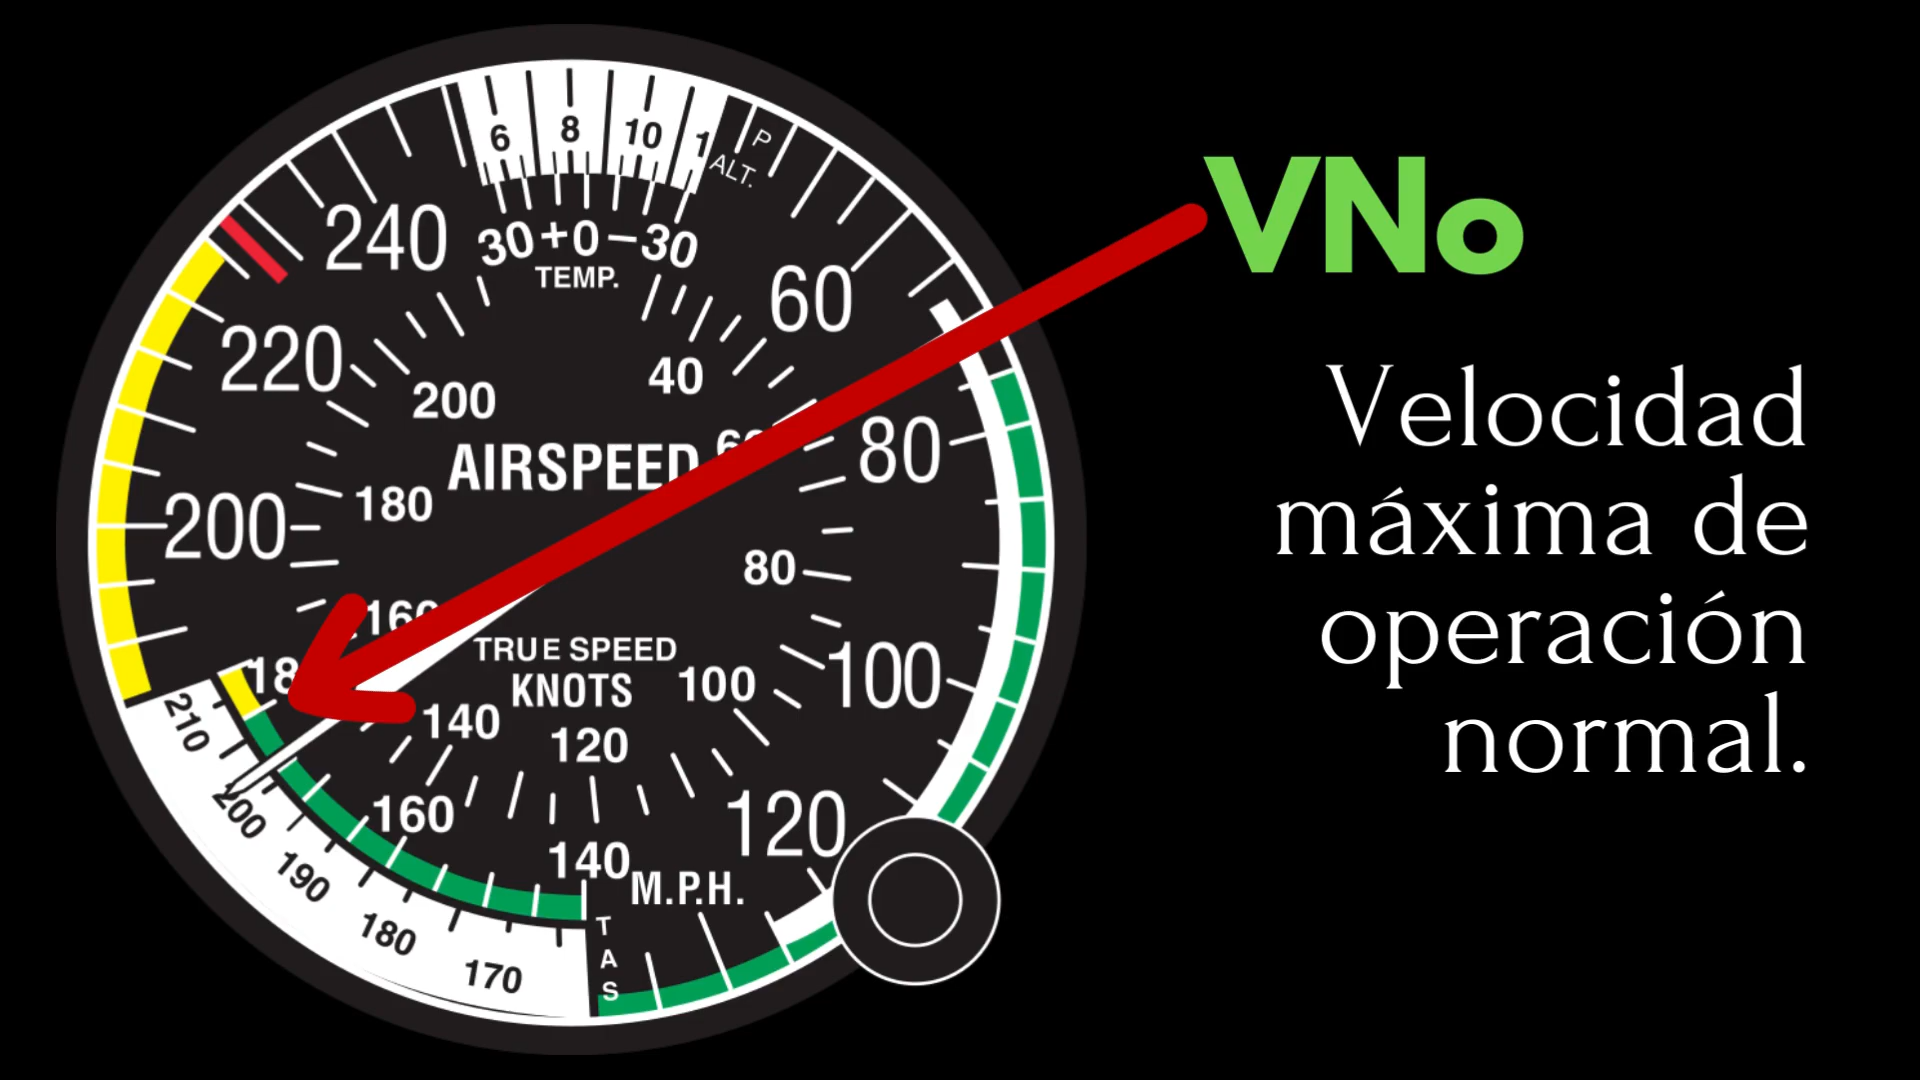 6 8 10 1
P
ALT.
240
30 +0 −30
TEMP.
60
220
40
200
AIRSPEED
80
200
180
80
TRUE SPEED
KNOTS
100
100
140
120
210
200
190
180
170
160
140
120
M.P.H.
T
A
S
VNo
Velocidad
máxima de
operación
normal.